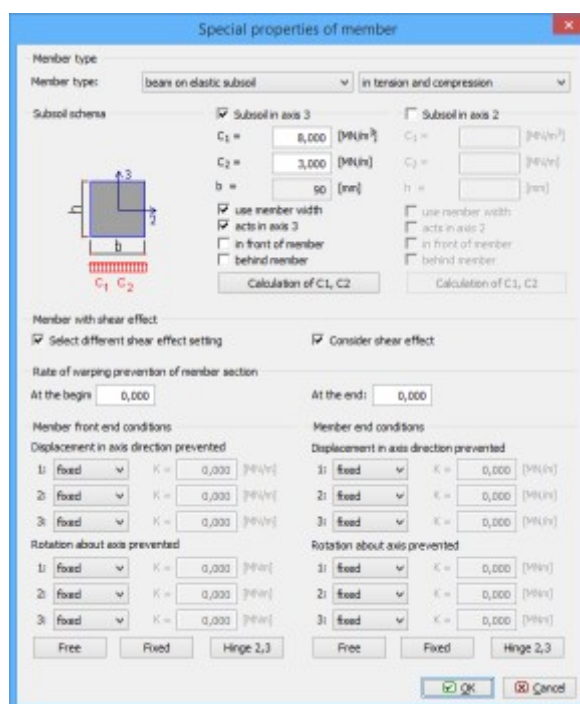 Special properties of member
Member type
Member type: beam on elastic subsoil in tension and compression
Subsoil schema Subsoil in axis 3 Subsoil in axis 2
C1 = 8,000 [MN/m³] C1 = [MN/m³]
C2 = 3,000 [MN/m] C2 = [MN/m]
b = 90 [mm] h = [mm]
use member width use member width
acts in axis 3 acts in axis 2
in front of member in front of member
behind member behind member
3
2
h
b
C1 C2
Calculation of C1, C2 Calculation of C1, C2
Member with shear effect
Select different shear effect setting Consider shear effect
Rate of warping prevention of member section
At the begin 0,000 At the end: 0,000
Member front end conditions Member end conditions
Displacement in axis direction prevented Displacement in axis direction prevented
1: fixed K = 0,000 [MN/m] 1: fixed K = 0,000 [MN/m]
2: fixed K = 0,000 [MN/m] 2: fixed K = 0,000 [MN/m]
3: fixed K = 0,000 [MN/m] 3: fixed K = 0,000 [MN/m]
Rotation about axis prevented Rotation about axis prevented
1: fixed K = 0,000 [MNm] 1: fixed K = 0,000 [MNm]
2: fixed K = 0,000 [MNm] 2: fixed K = 0,000 [MNm]
3: fixed K = 0,000 [MNm] 3: fixed K = 0,000 [MNm]
Free Fixed Hinge 2,3 Free Fixed Hinge 2,3
OK Cancel